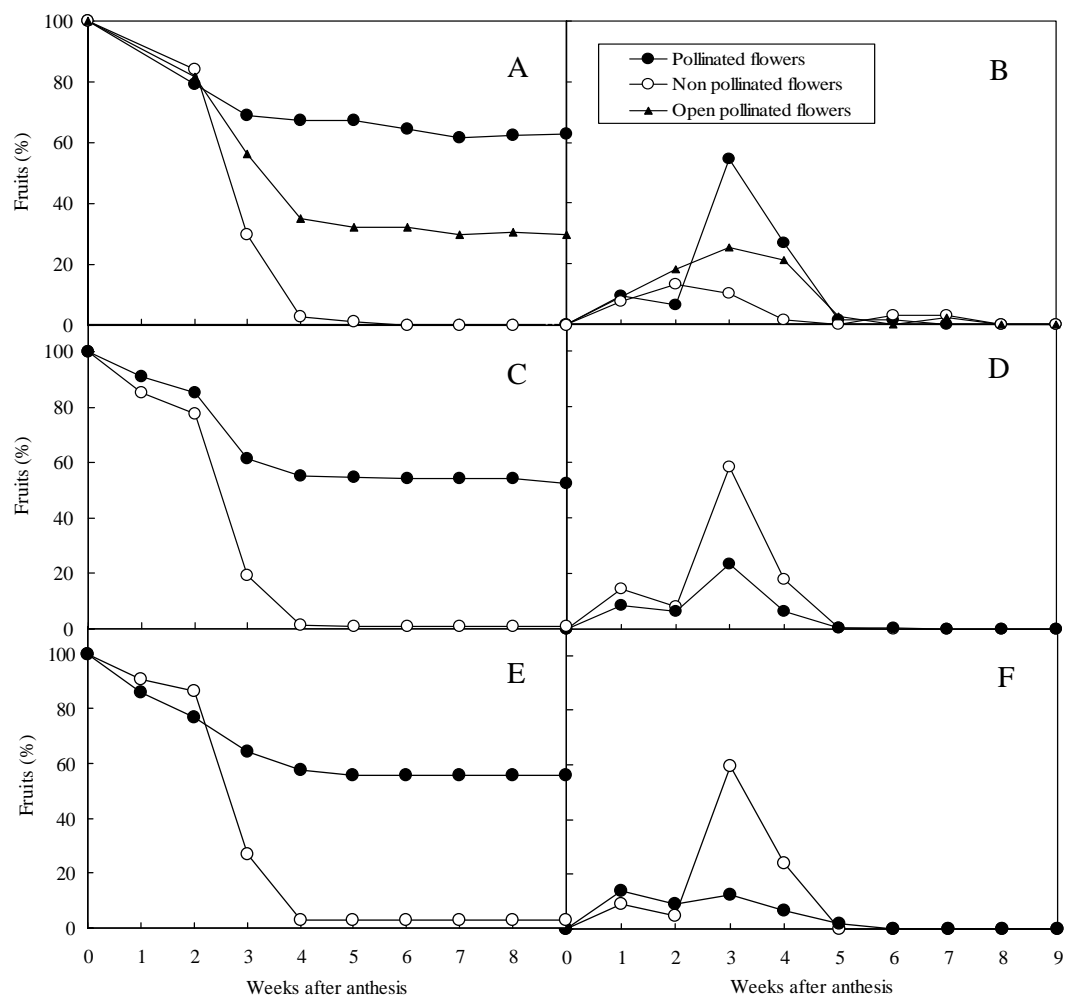 100
80
60
40
20
0
Fruits (%)
A
B
Pollinated flowers
Non pollinated flowers
Open pollinated flowers
100
80
60
40
20
0
Fruits (%)
C
D
100
80
60
40
20
0
Fruits (%)
E
F
0 1 2 3 4 5 6 7 8 0 1 2 3 4 5 6 7 8 9
Weeks after anthesis Weeks after anthesis